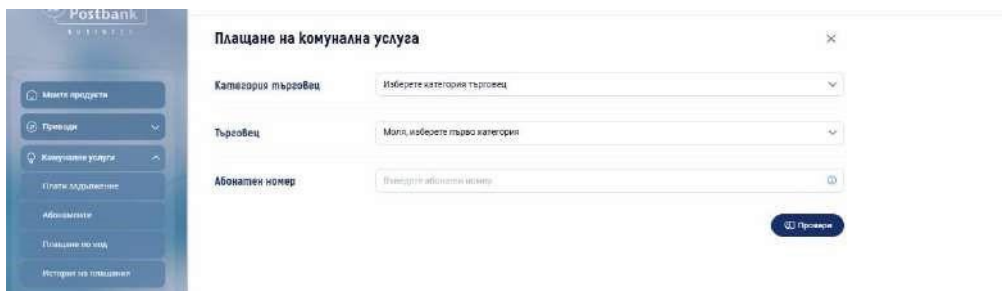 Postbank
BUSINESS
Моите продукти
Преводи
Комунални услуги
Плати задължение
Абонаменти
Плащане по код
История на плащания
Плащане на комунална услуга
Категория търговец
Изберете категория търговец
Търговец
Моля, изберете първо категория
Абонатен номер
Въведете абонатен номер
Провери